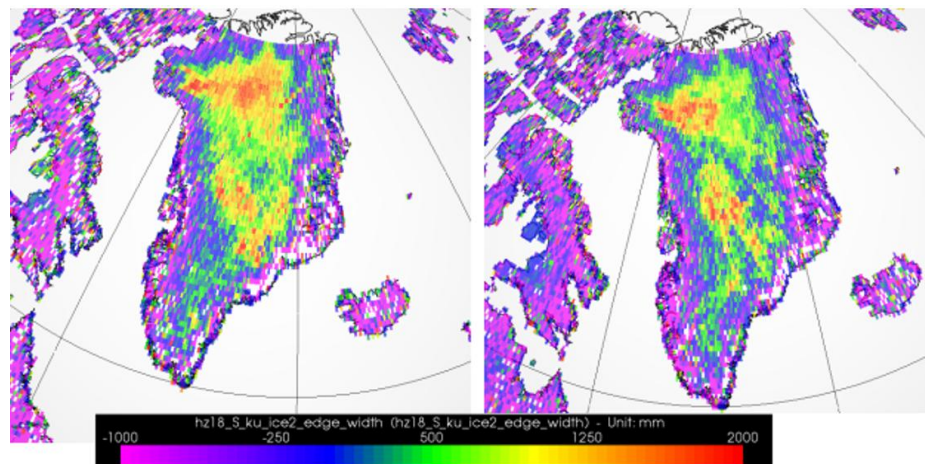 hz18_S_ku_ice2_edge_width (hz18_S_ku_ice2_edge_width) - Unit: mm
-1000 -250 500 1250 2000